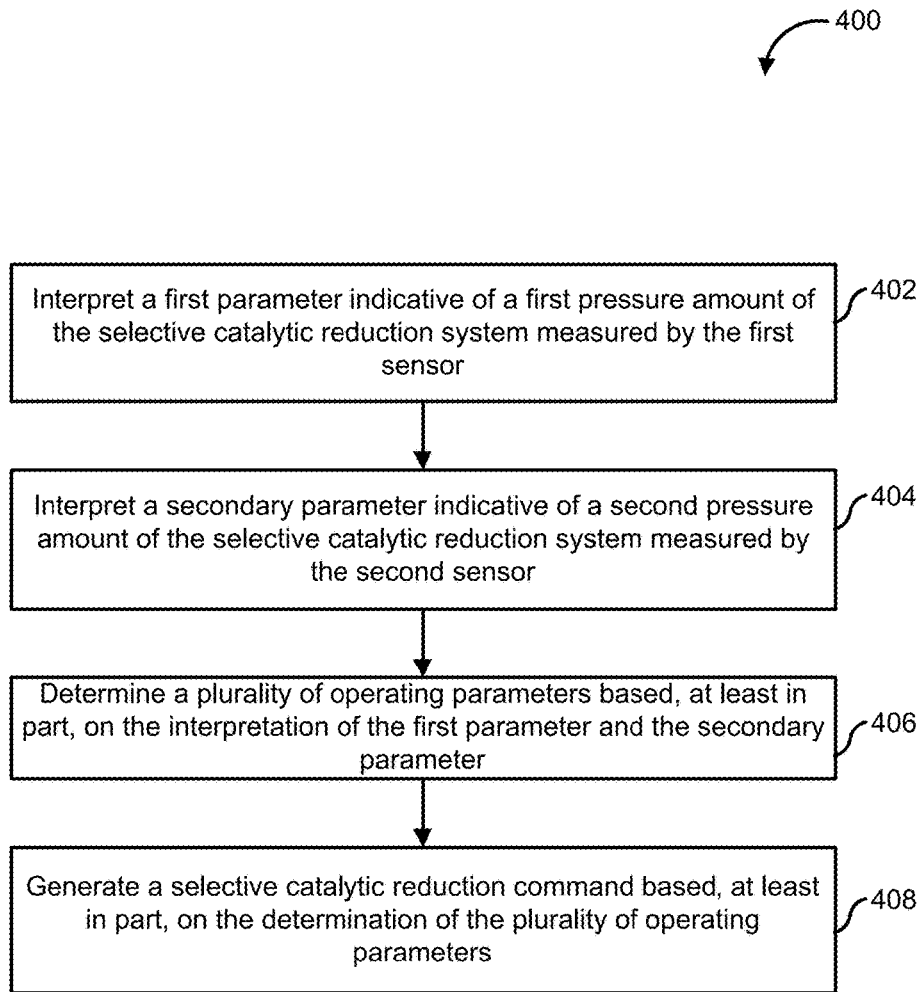 400
Interpret a first parameter indicative of a first pressure amount of
the selective catalytic reduction system measured by the first
sensor
402
Interpret a secondary parameter indicative of a second pressure
amount of the selective catalytic reduction system measured by
the second sensor
404
Determine a plurality of operating parameters based, at least in
part, on the interpretation of the first parameter and the secondary
parameter
406
Generate a selective catalytic reduction command based, at least
in part, on the determination of the plurality of operating
parameters
408